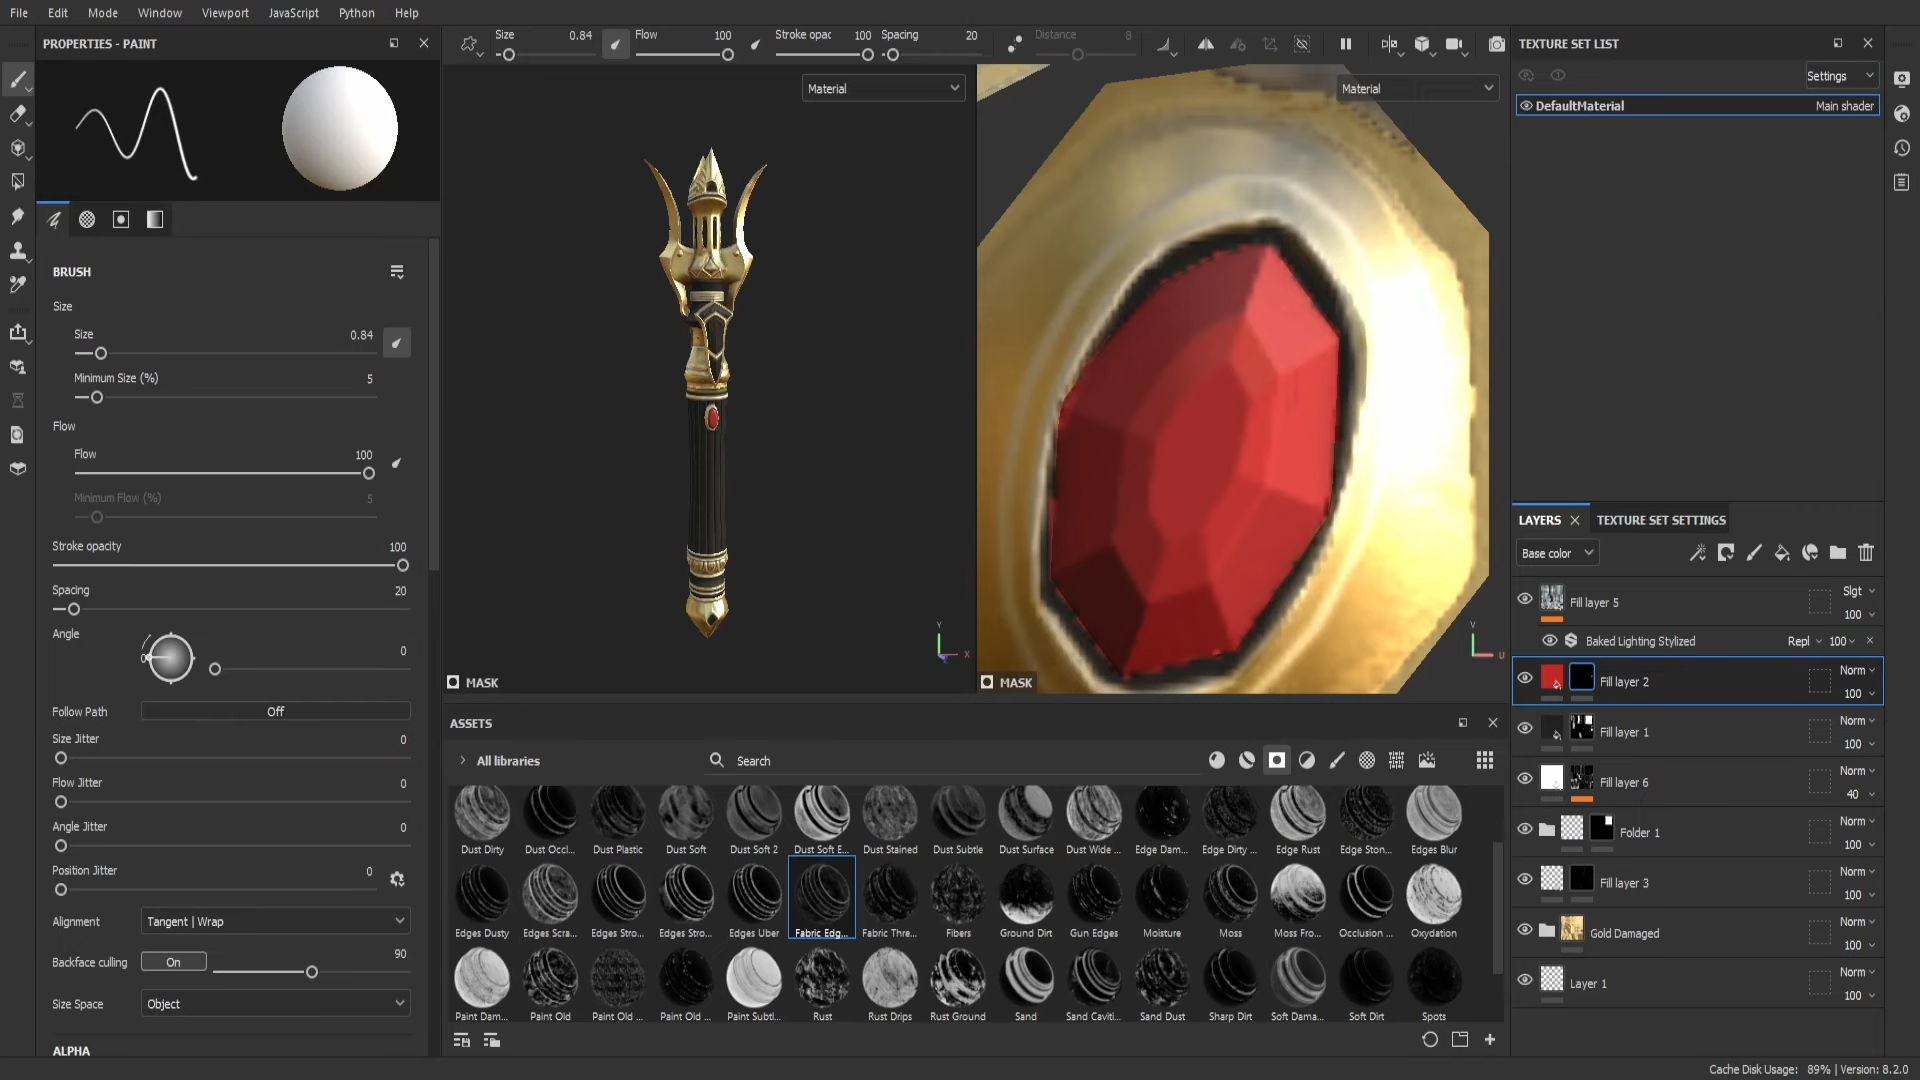 File Edit Mode Window Viewport JavaScript Python Help
PROPERTIES - PAINT
BRUSH
Size
Size 0.84
Minimum Size (%) 5
Flow
Flow 100
Minimum Flow (%) 5
Stroke opacity 100
Spacing 20
Angle
0 0
Follow Path Off
Size Jitter 0
Flow Jitter 0
Angle Jitter 0
Position Jitter 0
Alignment Tangent | Wrap
Backface culling On 90
Size Space Object
ALPHA
Size 0.84 Flow 100 Stroke opac 100 Spacing 20 Distance 8
Material
Material
Y
X
V
U
MASK
MASK
ASSETS
All libraries
Search
Dust Dirty Dust Occl... Dust Plastic Dust Soft Dust Soft 2 Dust Soft E... Dust Stained Dust Subtle Dust Surface Dust Wide ... Edge Dam... Edge Dirty ... Edge Rust Edge Ston... Edges Blur
Edges Dusty Edges Scra... Edges Stro... Edges Stro... Edges Uber Fabric Edg... Fabric Thre... Fibers Ground Dirt Gun Edges Moisture Moss Moss Fro... Occlusion ... Oxydation
Paint Dam... Paint Old Paint Old ... Paint Old ... Paint Subtl... Rust Rust Drips Rust Ground Sand Sand Caviti... Sand Dust Sharp Dirt Soft Dama... Soft Dirt Spots
TEXTURE SET LIST
Settings
DefaultMaterial Main shader
LAYERS TEXTURE SET SETTINGS
Base color
Fill layer 5 Slgt 100
Baked Lighting Stylized Repl 100
Fill layer 2 Norm 100
Fill layer 1 Norm 100
Fill layer 6 Norm 40
Folder 1 Norm 100
Fill layer 3 Norm 100
Gold Damaged Norm 100
Layer 1 Norm 100
Cache Disk Usage: 89% | Version: 8.2.0